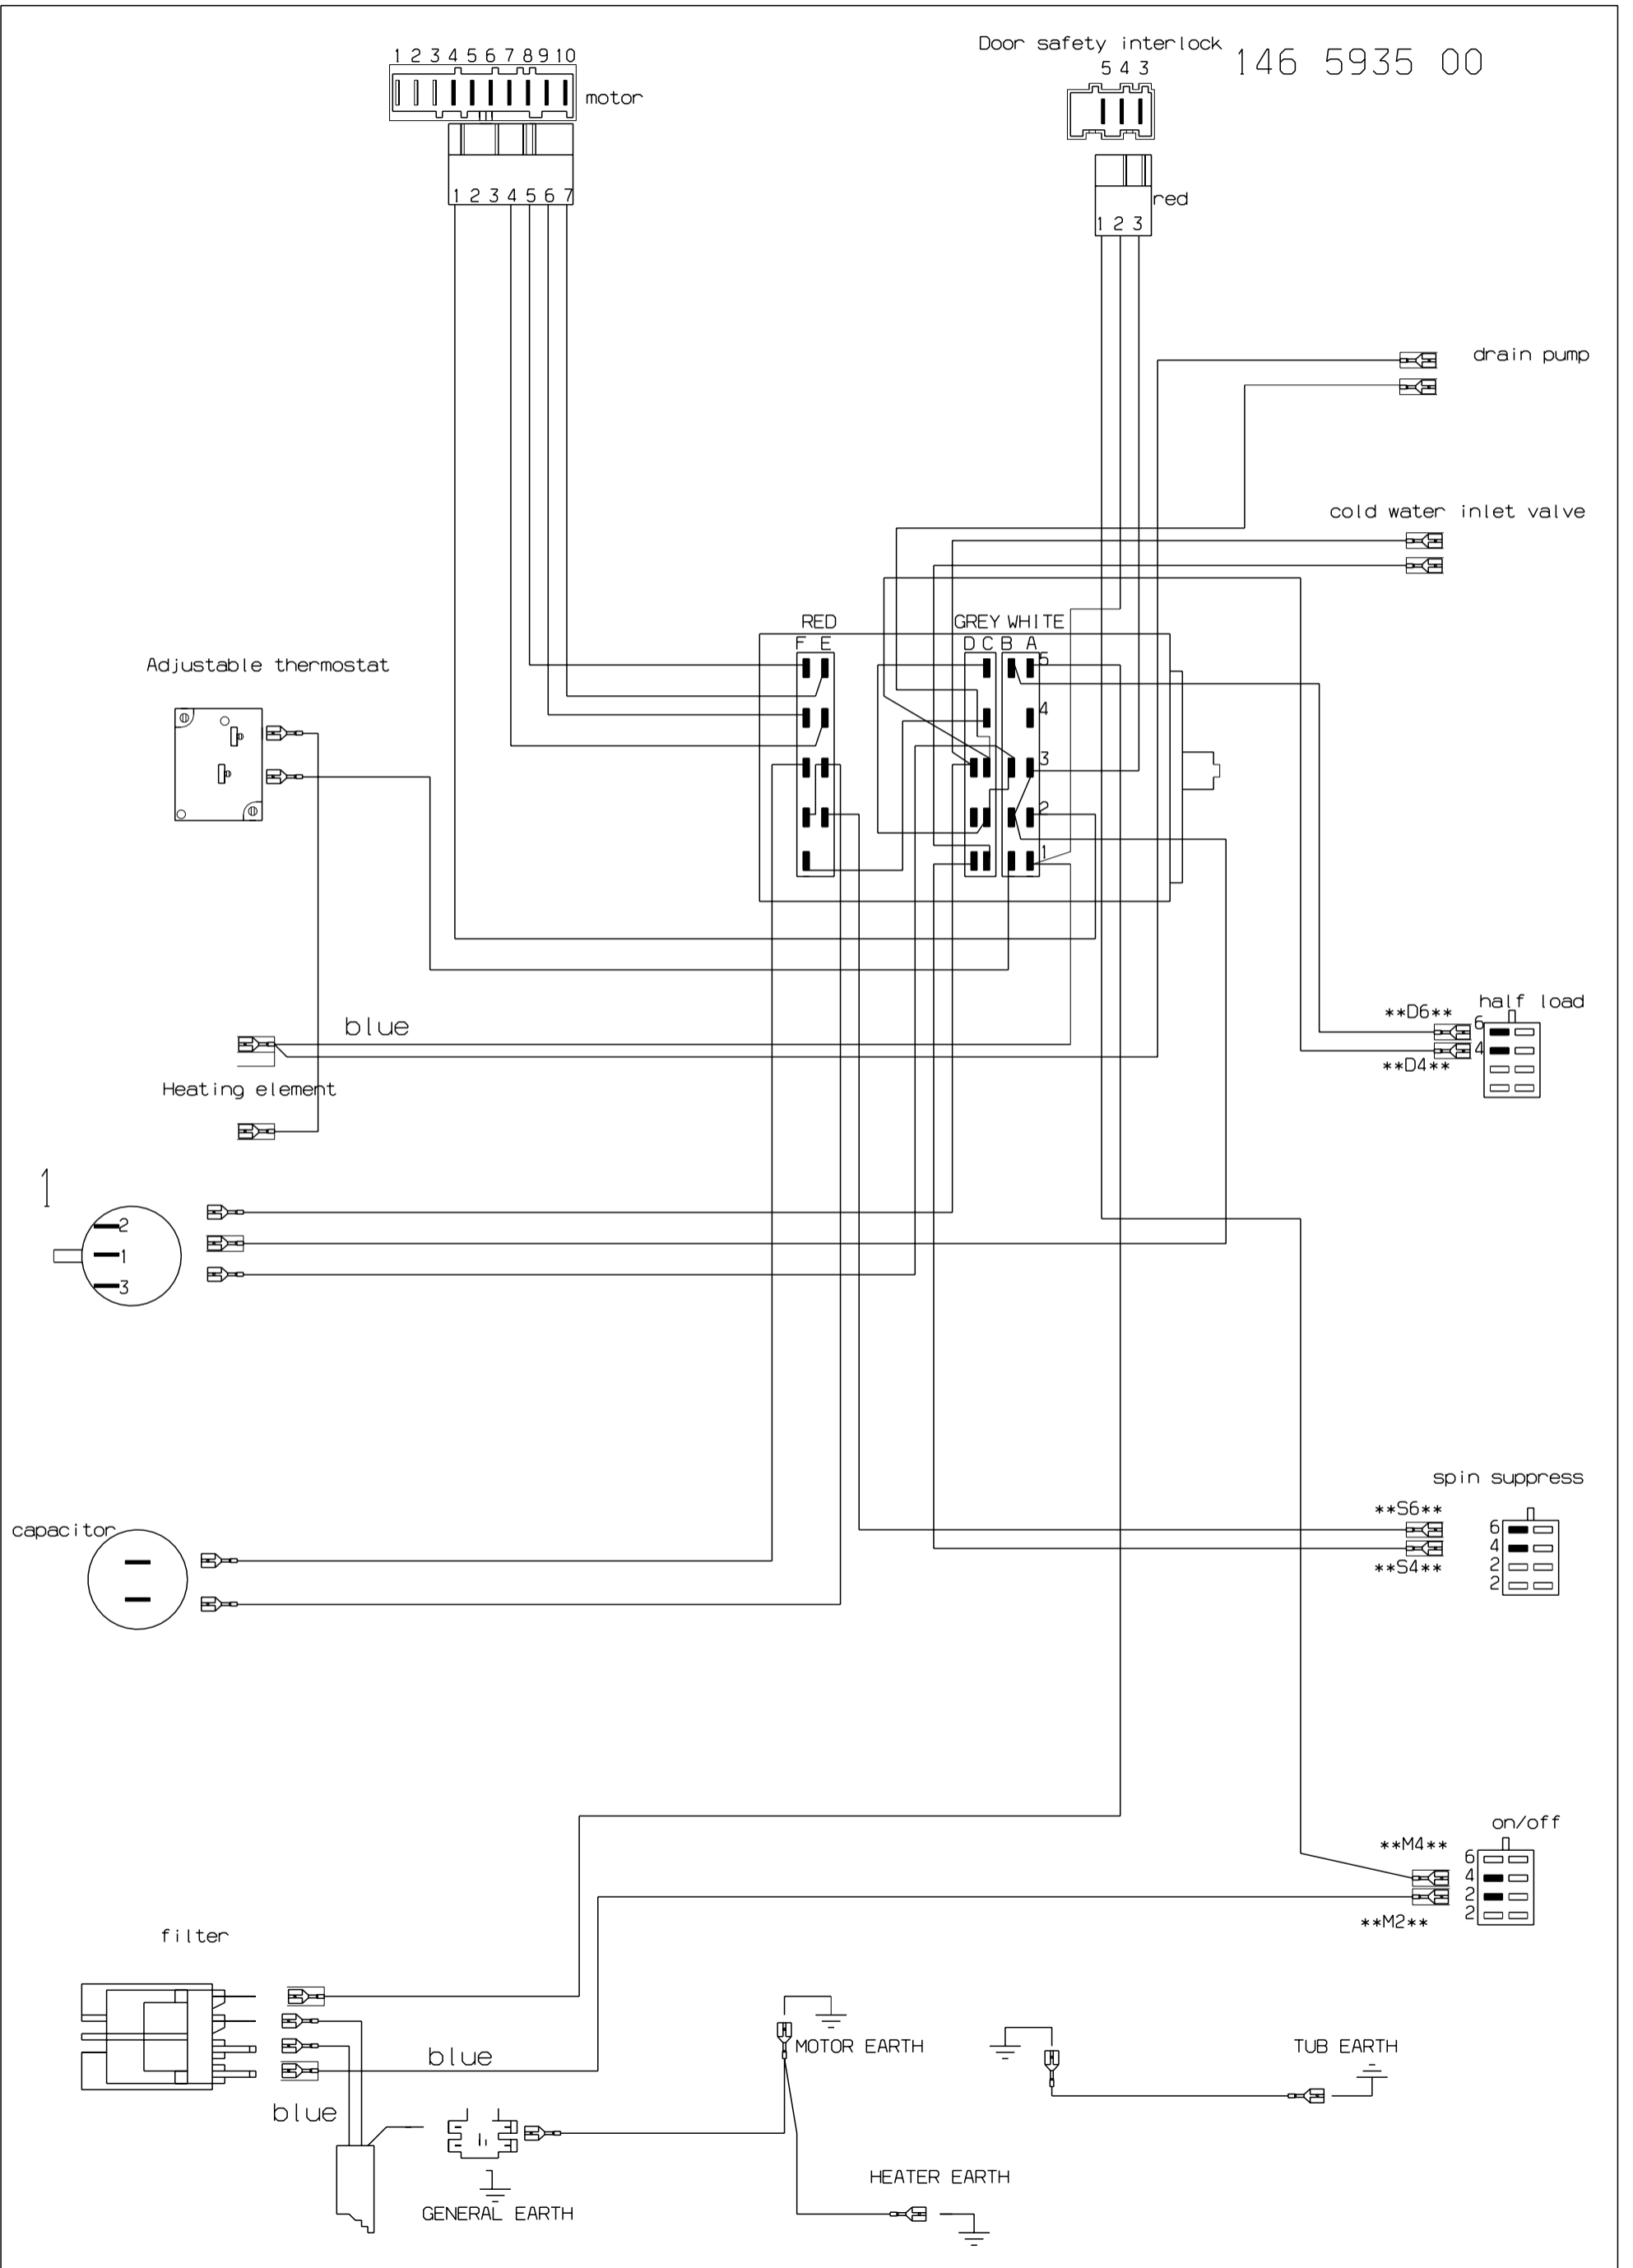 Door safety interlock
146 5935 00
1 2 3 4 5 6 7 8 9 10
5 4 3
motor
1 2 3 4 5 6 7
red
1 2 3
drain pump
cold water inlet valve
RED
GREY WHITE
F E
D C B A
5
4
3
2
1
Adjustable thermostat
half load
**D6**
6
4
**D4**
blue
Heating element
1
2
1
3
spin suppress
**S6**
6
4
2
2
**S4**
capacitor
on/off
**M4**
6
4
2
2
**M2**
filter
blue
MOTOR EARTH
TUB EARTH
blue
HEATER EARTH
GENERAL EARTH